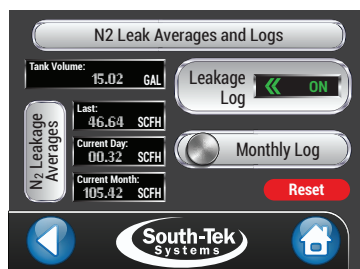 N2 Leak Averages and Logs
Tank Volume:
15.02 GAL
Leakage
Log
ON
N2 Leakage
Averages
Last:
46.64 SCFH
Current Day:
00.32 SCFH
Current Month:
105.42 SCFH
Monthly Log
Reset
South-Tek
Systems